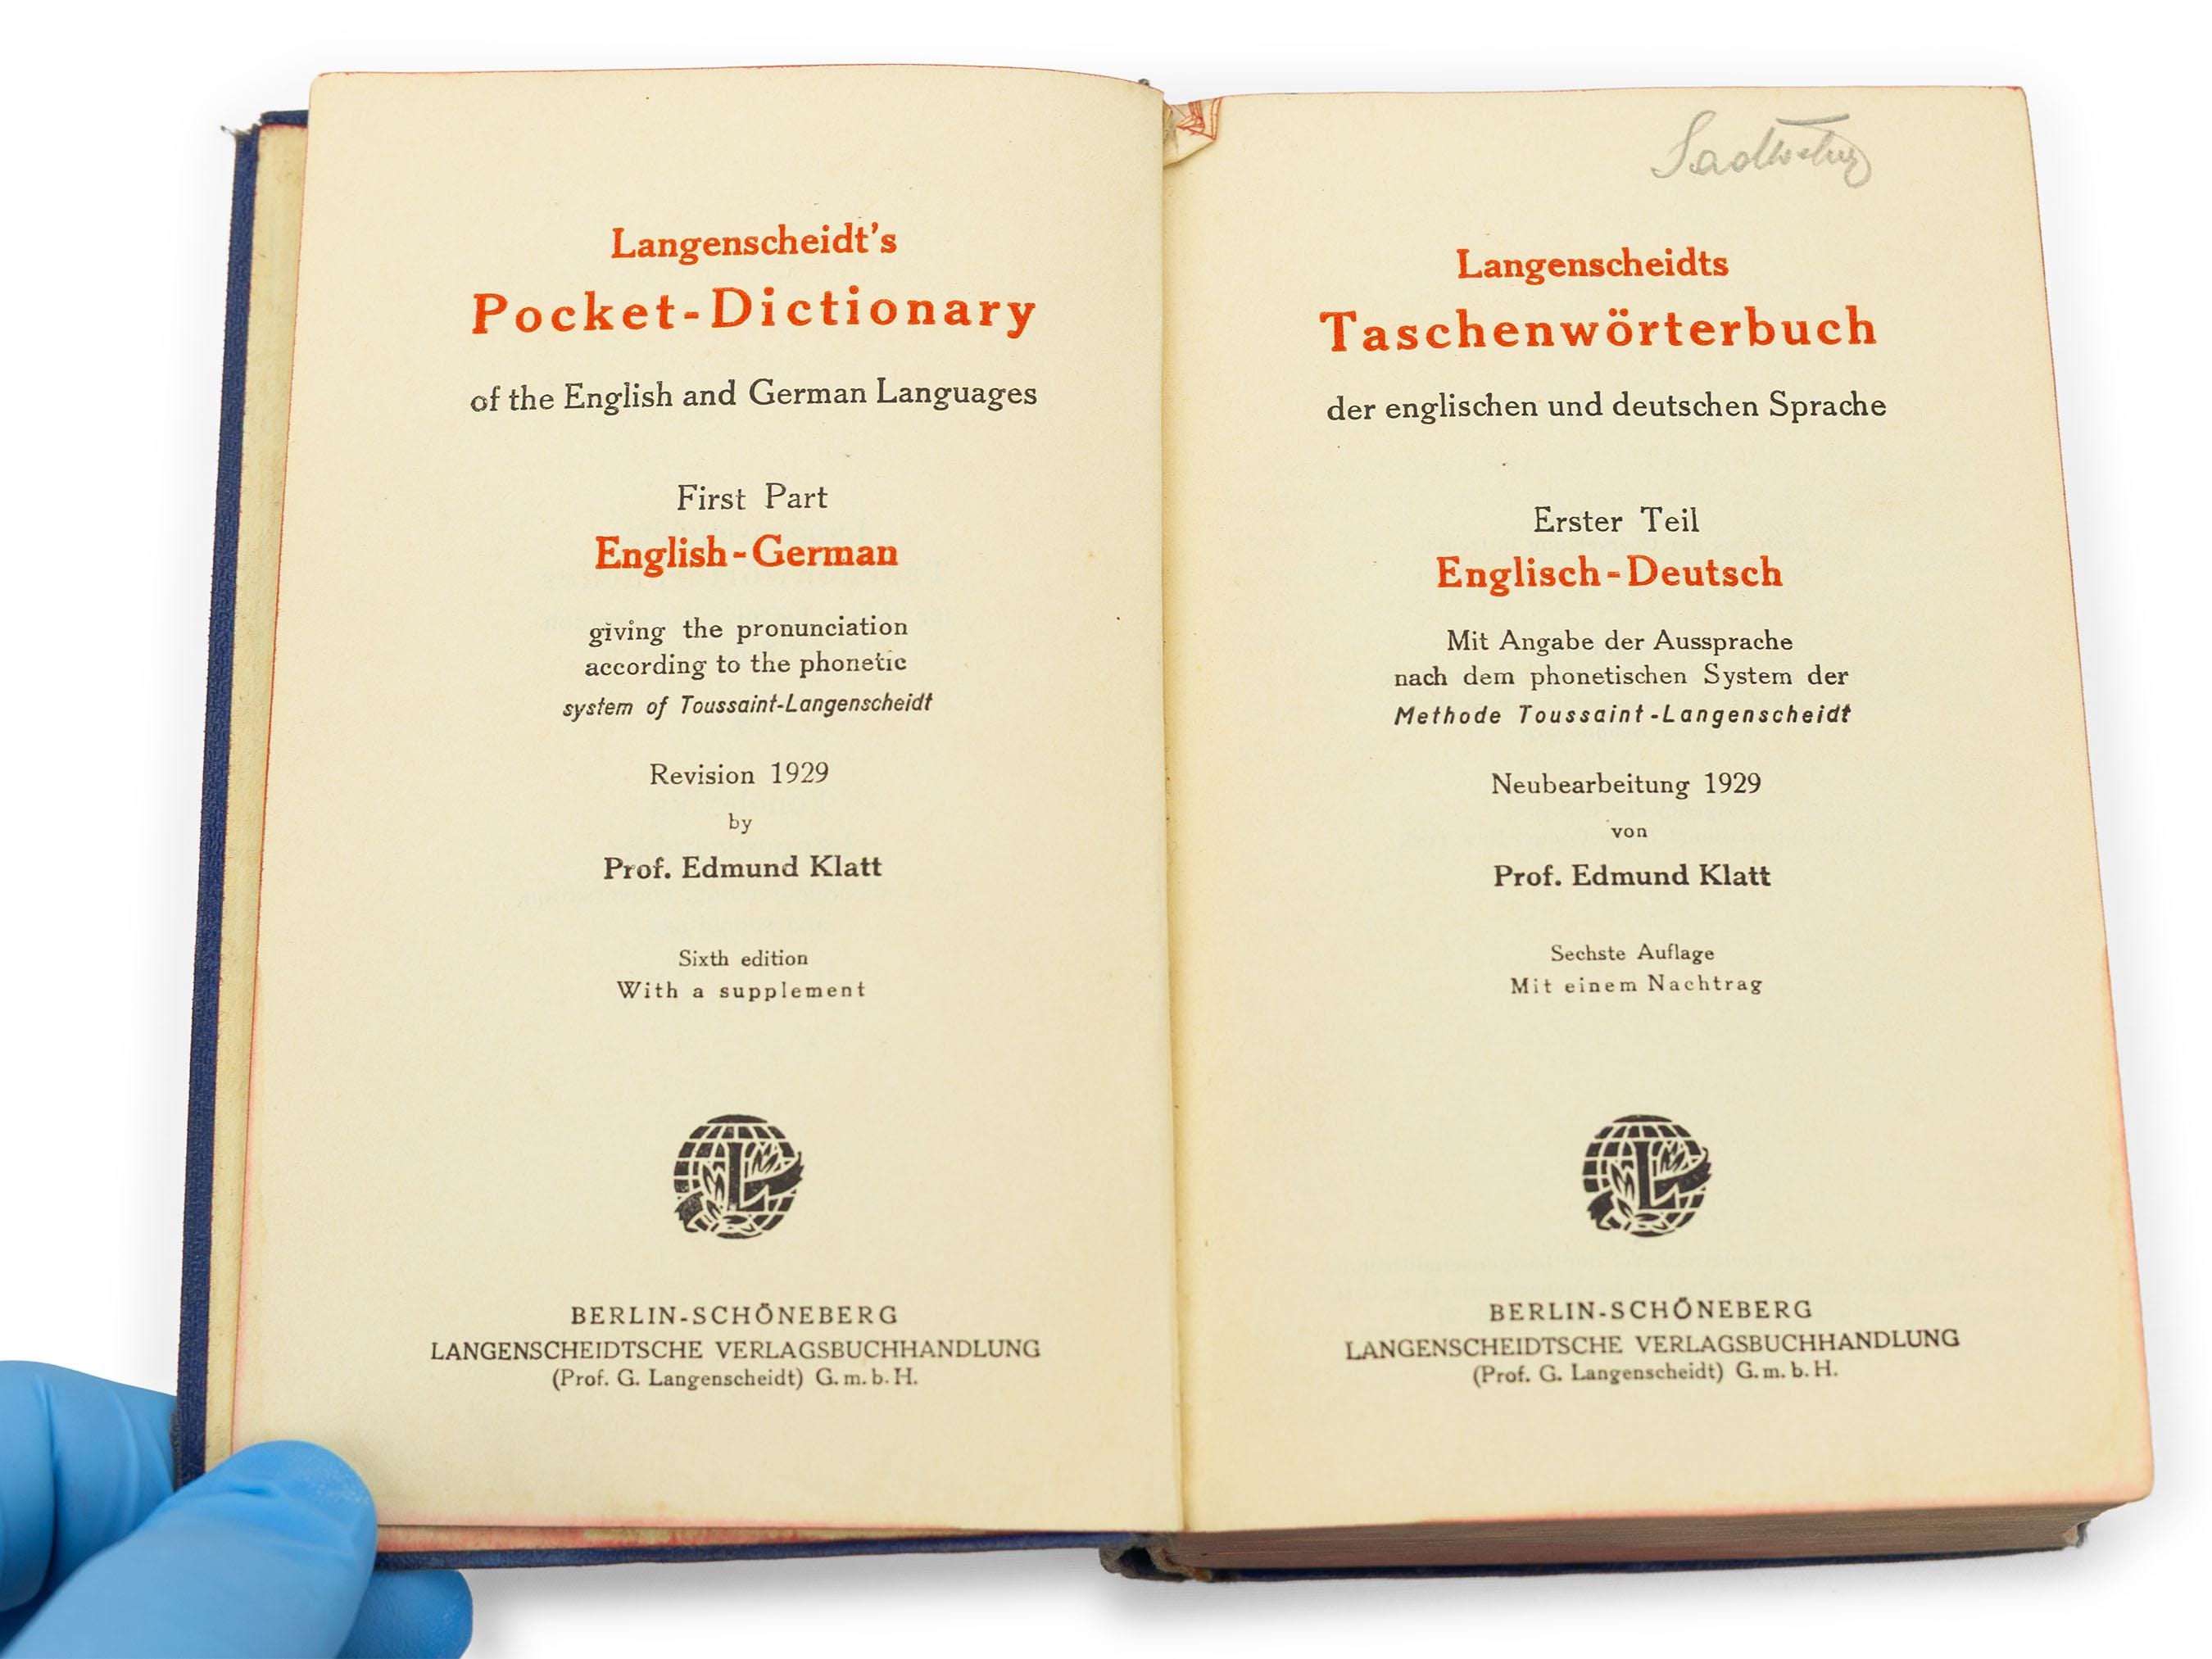 Langenscheidt's
Pocket-Dictionary
of the English and German Languages
First Part
English-German
giving the pronunciation
according to the phonetic
system of Toussaint-Langenscheidt
Revision 1929
by
Prof. Edmund Klatt
Sixth edition
With a supplement
L
BERLIN-SCHÖNEBERG
LANGENSCHEIDTSCHE VERLAGSBUCHHANDLUNG
(Prof. G. Langenscheidt) G. m. b. H.
Langenscheidts
Taschenwörterbuch
der englischen und deutschen Sprache
Erster Teil
Englisch-Deutsch
Mit Angabe der Aussprache
nach dem phonetischen System der
Methode Toussaint-Langenscheidt
Neubearbeitung 1929
von
Prof. Edmund Klatt
Sechste Auflage
Mit einem Nachtrag
L
BERLIN-SCHÖNEBERG
LANGENSCHEIDTSCHE VERLAGSBUCHHANDLUNG
(Prof. G. Langenscheidt) G. m. b. H.